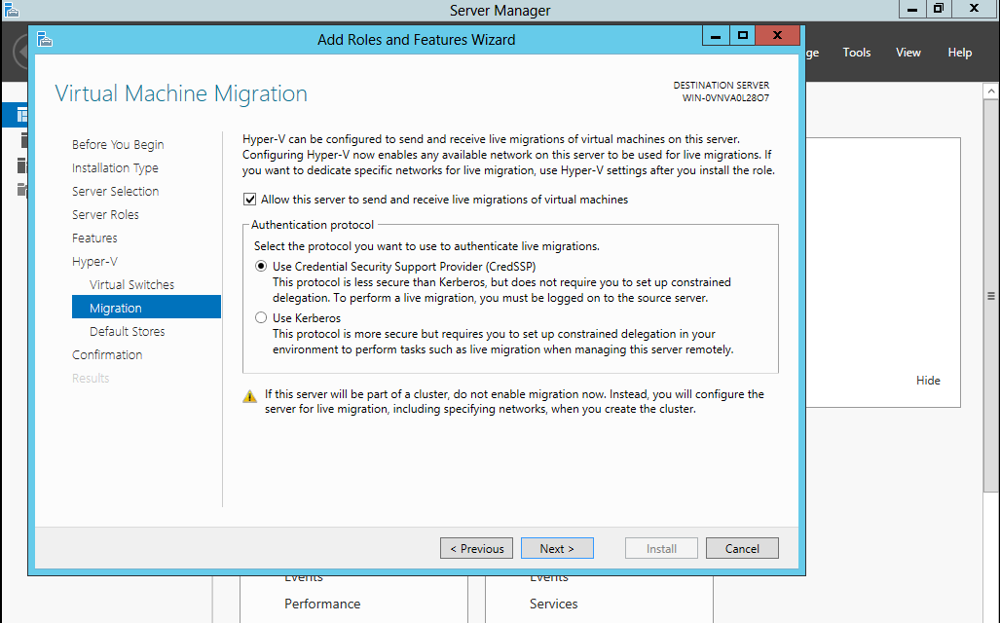 Server Manager
Add Roles and Features Wizard
Tools View Help
Virtual Machine Migration
DESTINATION SERVER
WIN-0VNVA0L28O7
Before You Begin
Installation Type
Server Selection
Server Roles
Features
Hyper-V
Virtual Switches
Migration
Default Stores
Confirmation
Results
Hyper-V can be configured to send and receive live migrations of virtual machines on this server.
Configuring Hyper-V now enables any available network on this server to be used for live migrations. If
you want to dedicate specific networks for live migration, use Hyper-V settings after you install the role.
Allow this server to send and receive live migrations of virtual machines
Authentication protocol
Select the protocol you want to use to authenticate live migrations.
Use Credential Security Support Provider (CredSSP)
This protocol is less secure than Kerberos, but does not require you to set up constrained
delegation. To perform a live migration, you must be logged on to the source server.
Use Kerberos
This protocol is more secure but requires you to set up constrained delegation in your
environment to perform tasks such as live migration when managing this server remotely.
If this server will be part of a cluster, do not enable migration now. Instead, you will configure the
server for live migration, including specifying networks, when you create the cluster.
Hide
< Previous
Next >
Install
Cancel
Events
Events
Performance
Services